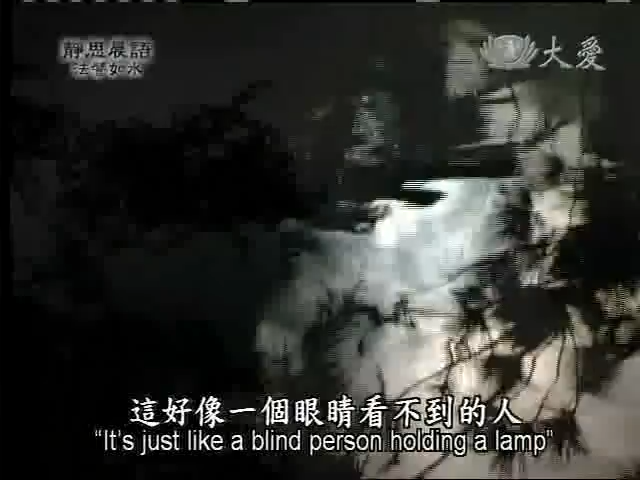 靜思晨語
法譬如水
大愛
這好像一個眼睛看不到的人
“It's just like a blind person holding a lamp”